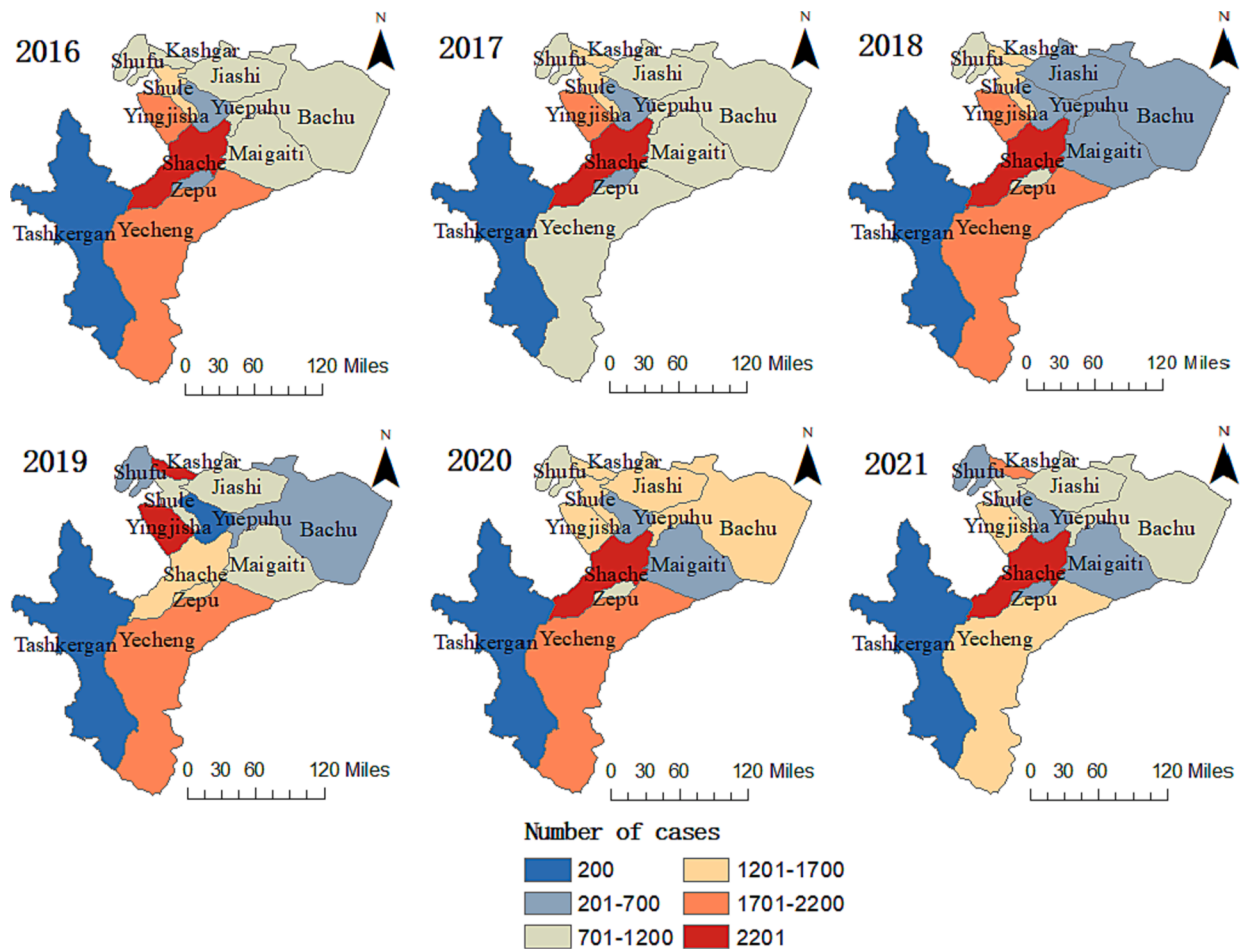 N
2016
Kashgar
Shufu
Jiashi
Shule
Yuepuhu
Yingjisha
Bachu
Maigaiti
Shache
Zepu
Tashkergan
Yecheng
0 30 60 120 Miles
N
2017
Kashgar
Shufu
Jiashi
Shule
Yuepuhu
Yingjisha
Bachu
Maigaiti
Shache
Zepu
Yecheng
Tashkergan
0 30 60 120 Miles
N
2018
Kashgar
Shufu
Jiashi
Shule
Yuepuhu
Yingjisha
Bachu
Maigaiti
Shache
Zepu
Yecheng
Tashkergan
0 30 60 120 Miles
N
2019
Kashgar
Shufu
Jiashi
Shule
Yuepuhu
Yingjisha
Bachu
Maigaiti
Shache
Zepu
Yecheng
Tashkergan
0 30 60 120 Miles
N
2020
Kashgar
Shufu
Jiashi
Shule
Yuepuhu
Yingjisha
Bachu
Maigaiti
Shache
Zepu
Yecheng
Tashkergan
0 30 60 120 Miles
N
2021
Kashgar
Shufu
Jiashi
Shule
Yuepuhu
Yingjisha
Bachu
Maigaiti
Shache
Zepu
Yecheng
Tashkergan
0 30 60 120 Miles
Number of cases
200
201-700
701-1200
1201-1700
1701-2200
2201